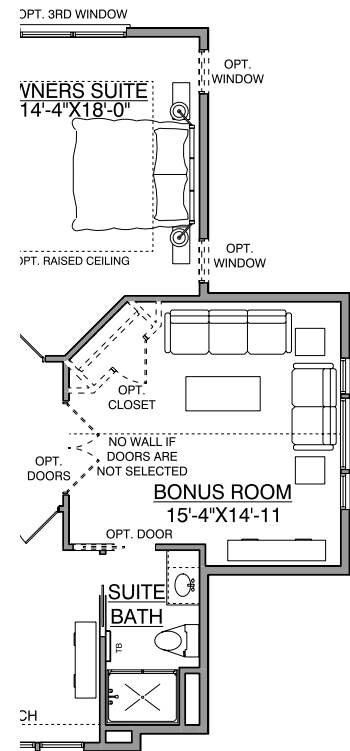 OPT. 3RD WINDOW
OPT.
WINDOW
WNERS SUITE
14'-4"X18'-0"
OPT.
WINDOW
OPT. RAISED CEILING
OPT.
CLOSET
NO WALL IF
DOORS ARE
NOT SELECTED
OPT.
DOORS
BONUS ROOM
15'-4"X14'-11
OPT. DOOR
SUITE
BATH
TB
CH